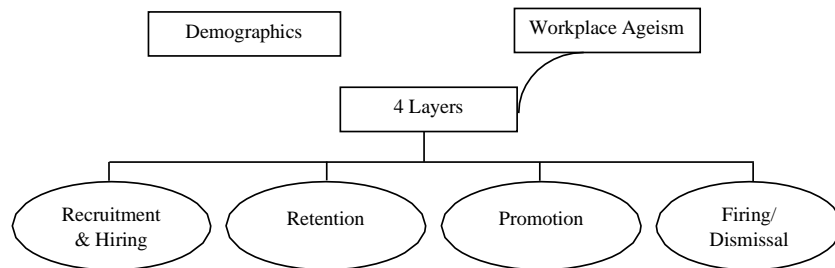 Demographics
Workplace Ageism
4 Layers
Recruitment
& Hiring
Retention
Promotion
Firing/
Dismissal